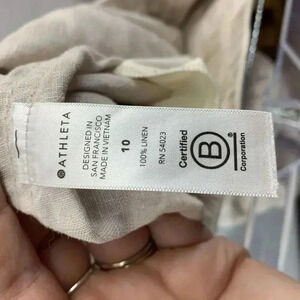 ATHLETA
DESIGNED IN
SAN FRANCISCO
MADE IN VIETNAM
10
100% LINEN
RN 54023
Certified
B®
Corporation